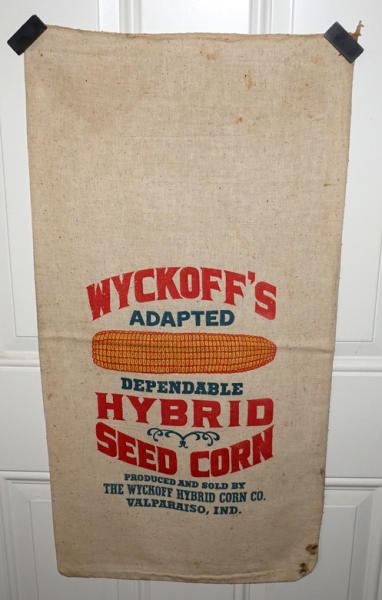 WYCKOFF'S
ADAPTED
DEPENDABLE
HYBRID
SEED CORN
PRODUCED AND SOLD BY
THE WYCKOFF HYBRID CORN CO.
VALPARAISO, IND.